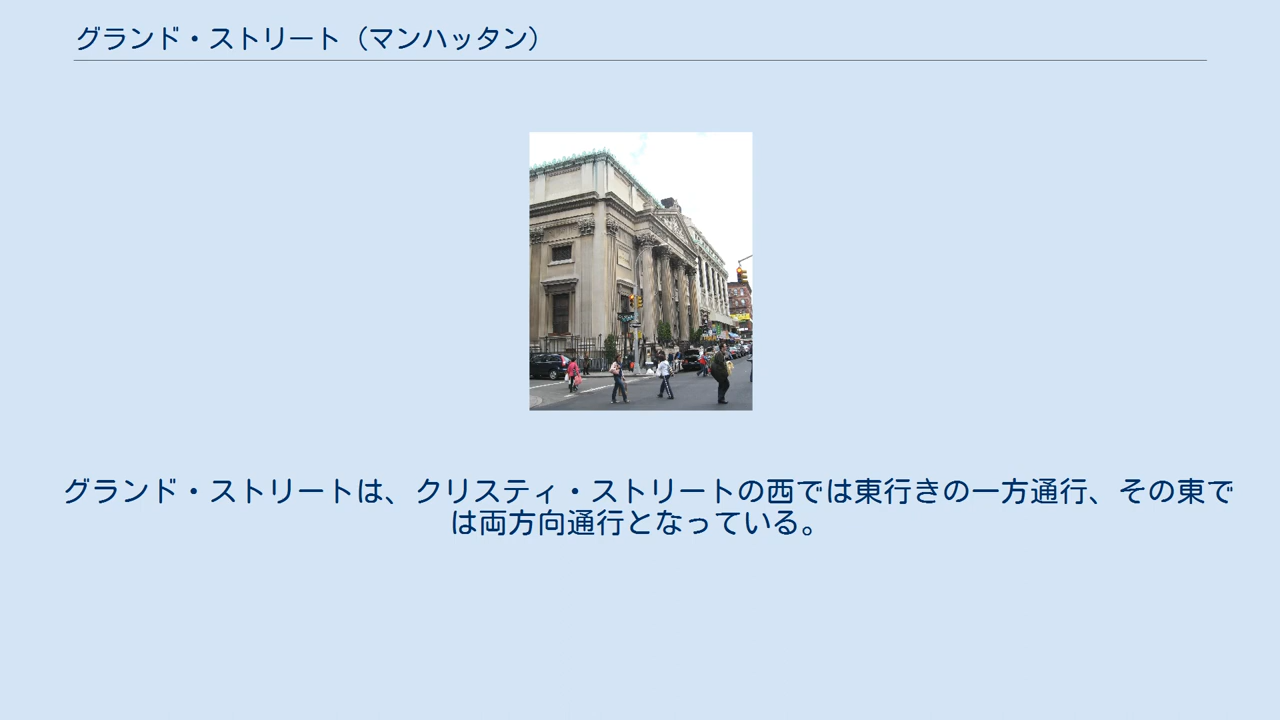 グランド・ストリート（マンハッタン）
グランド・ストリートは、クリスティ・ストリートの西では東行きの一方通行、その東で
は両方向通行となっている。